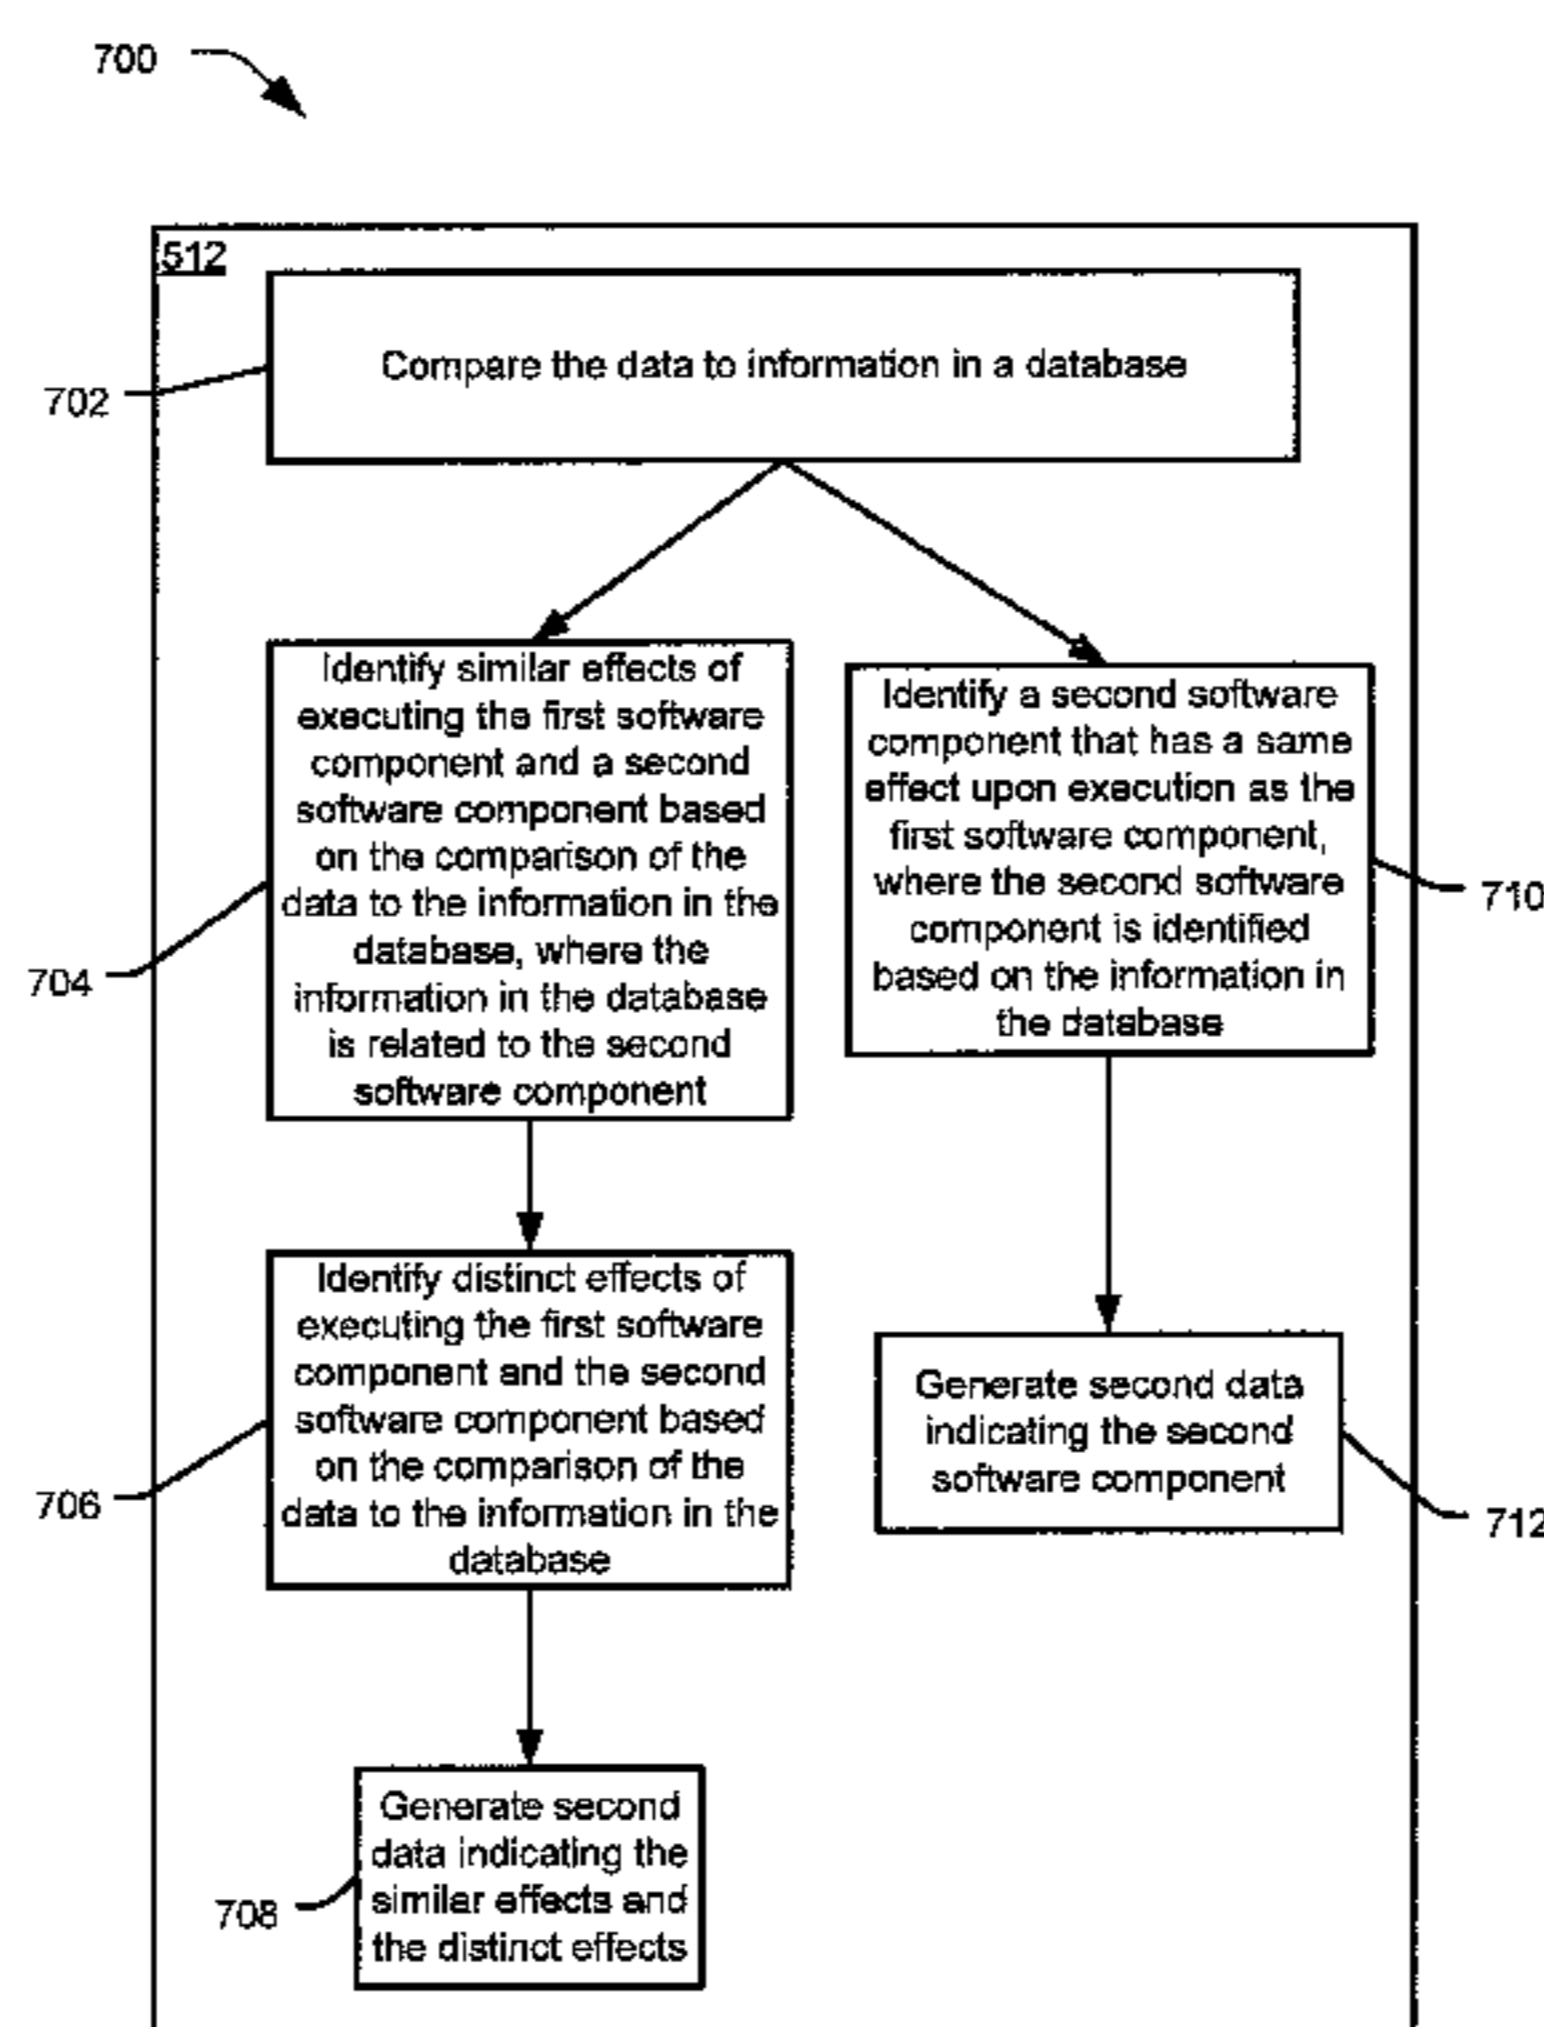 700
512
Compare the data to information in a database
702
Identify similar effects of
executing the first software
component and a second
software component based
on the comparison of the
data to the information in the
database, where the
information in the database
is related to the second
software component
704
Identify a second software
component that has a same
effect upon execution as the
first software component,
where the second software
component is identified
based on the information in
the database
710
Identify distinct effects of
executing the first software
component and the second
software component based
on the comparison of the
data to the information in the
database
706
Generate second data
indicating the second
software component
712
Generate second
data indicating the
similar effects and
the distinct effects
708